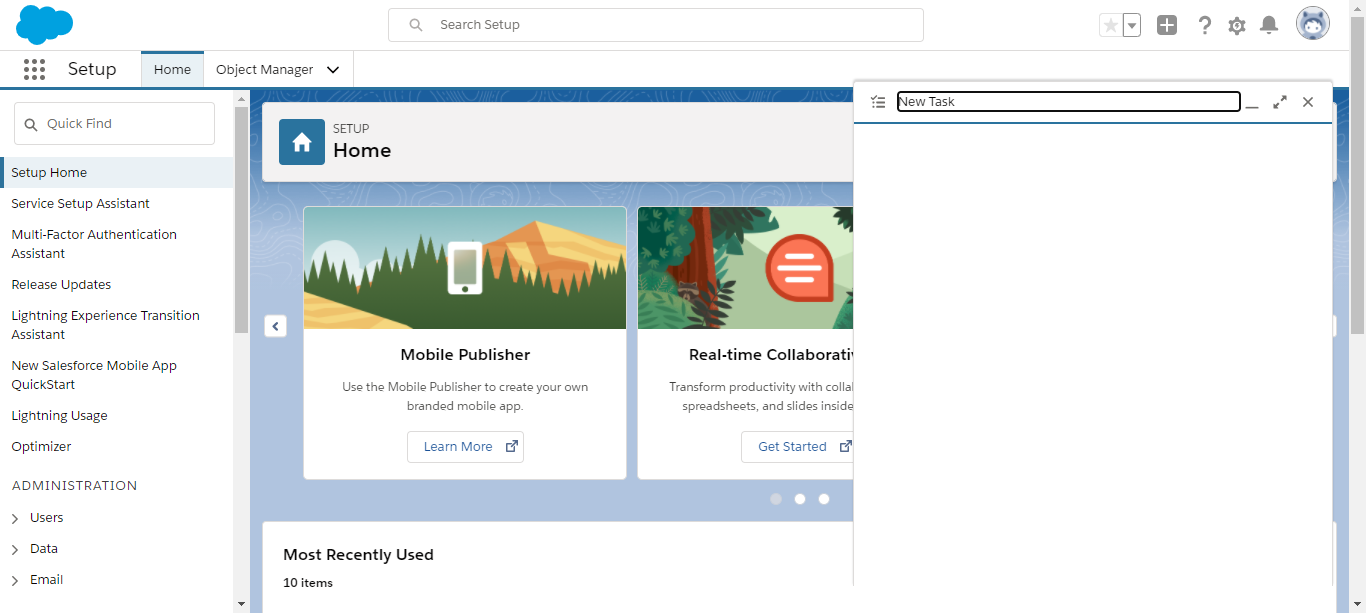 Search Setup
Setup
Home
Object Manager
Quick Find
Setup Home
Service Setup Assistant
Multi-Factor Authentication
Assistant
Release Updates
Lightning Experience Transition
Assistant
New Salesforce Mobile App
QuickStart
Lightning Usage
Optimizer
ADMINISTRATION
Users
Data
Email
SETUP
Home
Mobile Publisher
Use the Mobile Publisher to create your own
branded mobile app.
Learn More
Real-time Collaborativ
Transform productivity with colla
spreadsheets, and slides inside
Get Started
Most Recently Used
10 items
New Task